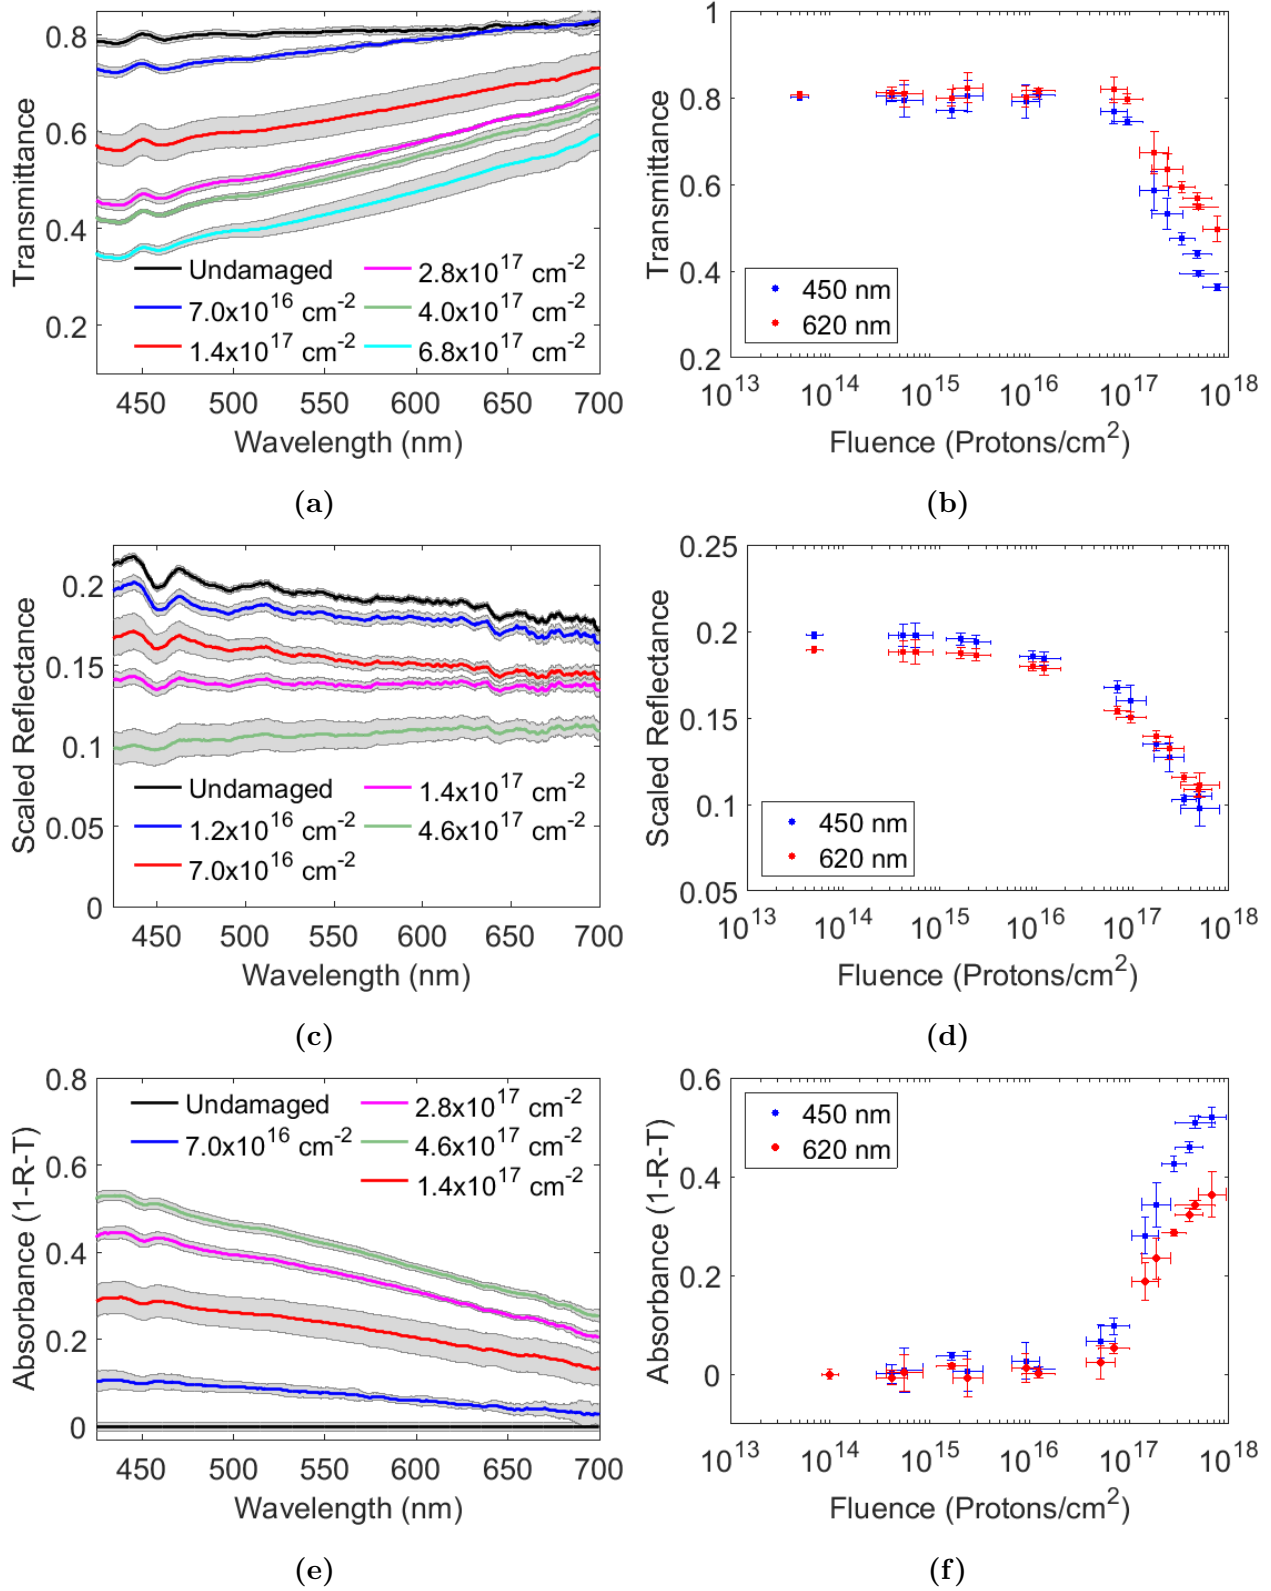 Transmittance
0.8
0.6
0.4
0.2
Undamaged
7.0x10^16 cm^-2
1.4x10^17 cm^-2
2.8x10^17 cm^-2
4.0x10^17 cm^-2
6.8x10^17 cm^-2
450 500 550 600 650 700
Wavelength (nm)
(a)
Transmittance
1
0.8
0.6
0.4
0.2
450 nm
620 nm
10^13 10^14 10^15 10^16 10^17 10^18
Fluence (Protons/cm^2)
(b)
Scaled Reflectance
0.2
0.15
0.1
0.05
0
Undamaged
1.2x10^16 cm^-2
7.0x10^16 cm^-2
1.4x10^17 cm^-2
4.6x10^17 cm^-2
450 500 550 600 650 700
Wavelength (nm)
(c)
Scaled Reflectance
0.25
0.2
0.15
0.1
0.05
450 nm
620 nm
10^13 10^14 10^15 10^16 10^17 10^18
Fluence (Protons/cm^2)
(d)
Absorbance (1-R-T)
0.8
0.6
0.4
0.2
0
Undamaged
7.0x10^16 cm^-2
2.8x10^17 cm^-2
4.6x10^17 cm^-2
1.4x10^17 cm^-2
450 500 550 600 650 700
Wavelength (nm)
(e)
Absorbance (1-R-T)
0.6
0.4
0.2
0
450 nm
620 nm
10^13 10^14 10^15 10^16 10^17 10^18
Fluence (Protons/cm^2)
(f)